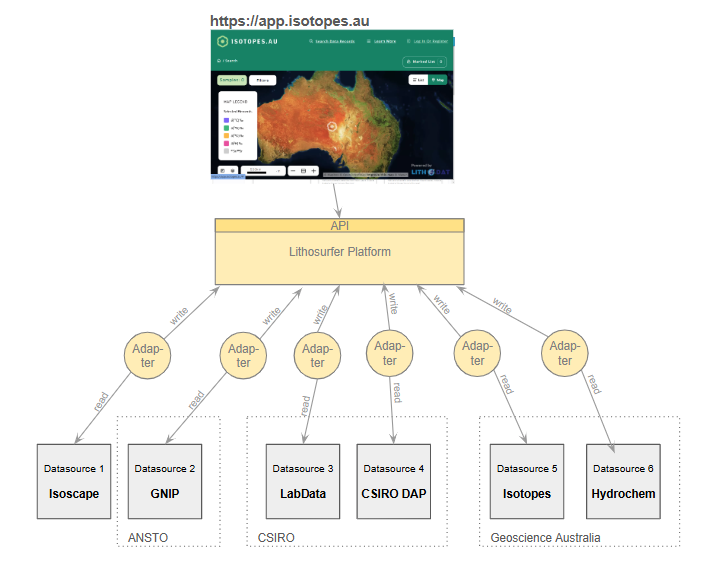 https://app.isotopes.au
ISOTOPES.AU
Search Data Records
Learn More
Log In Or Register
/ Search
MAP LEGEND
Powered by
API
Lithosurfer Platform
write
write
write
write
write
write
Adap-
ter
Adap-
ter
Adap-
ter
Adap-
ter
Adap-
ter
Adap-
ter
read
read
read
read
read
read
Datasource 1
Isoscape
Datasource 2
GNIP
Datasource 3
LabData
Datasource 4
CSIRO DAP
Datasource 5
Isotopes
Datasource 6
Hydrochem
ANSTO
CSIRO
Geoscience Australia